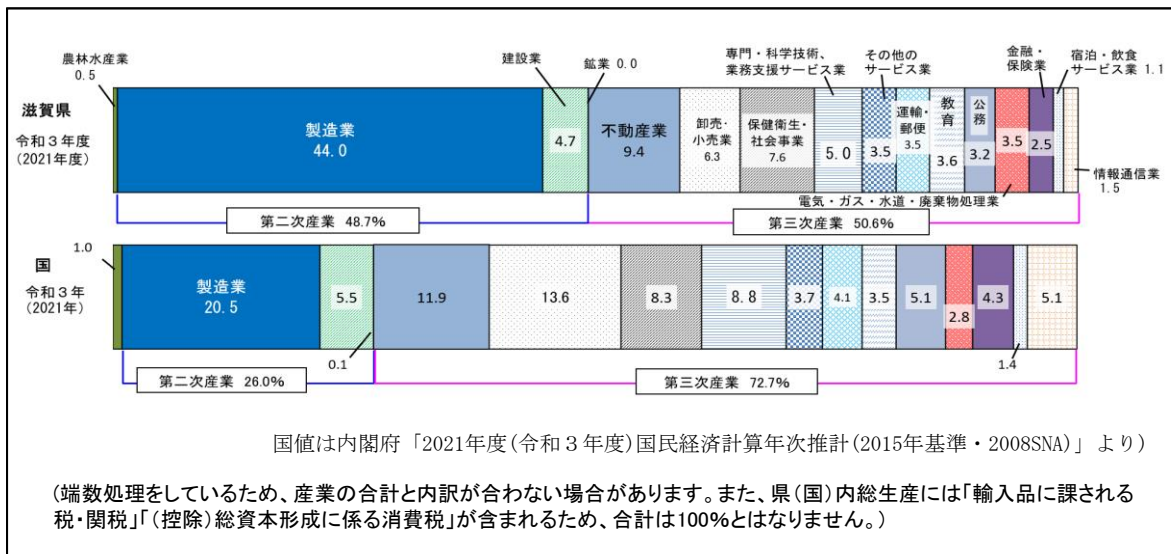 農林水産業
0.5
建設業
鉱業 0.0
専門・科学技術、
業務支援サービス業
その他の
サービス業
金融・
保険業
宿泊・飲食
サービス業 1.1
滋賀県
令和3年度
(2021年度)
製造業
44.0
4.7
不動産業
9.4
卸売・
小売業
6.3
保健衛生・
社会事業
7.6
5.0
3.5
運輸・
郵便
3.5
教育
3.6
公務
3.2
3.5
2.5
情報通信業
1.5
電気・ガス・水道・廃棄物処理業
第二次産業 48.7%
第三次産業 50.6%
1.0
国
令和3年
(2021年)
製造業
20.5
5.5
0.1
11.9
13.6
8.3
8.8
3.7
4.1
3.5
5.1
2.8
4.3
1.4
5.1
第二次産業 26.0%
第三次産業 72.7%
国値は内閣府「2021年度(令和3年度)国民経済計算年次推計(2015年基準・2008SNA)」より)
(端数処理をしているため、産業の合計と内訳が合わない場合があります。また、県(国)内総生産には「輸入品に課される
税・関税」「(控除)総資本形成に係る消費税」が含まれるため、合計は100%とはなりません。)